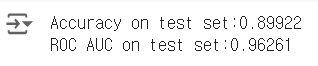 Accuracy on test set:0.89922
ROC AUC on test set:0.96261